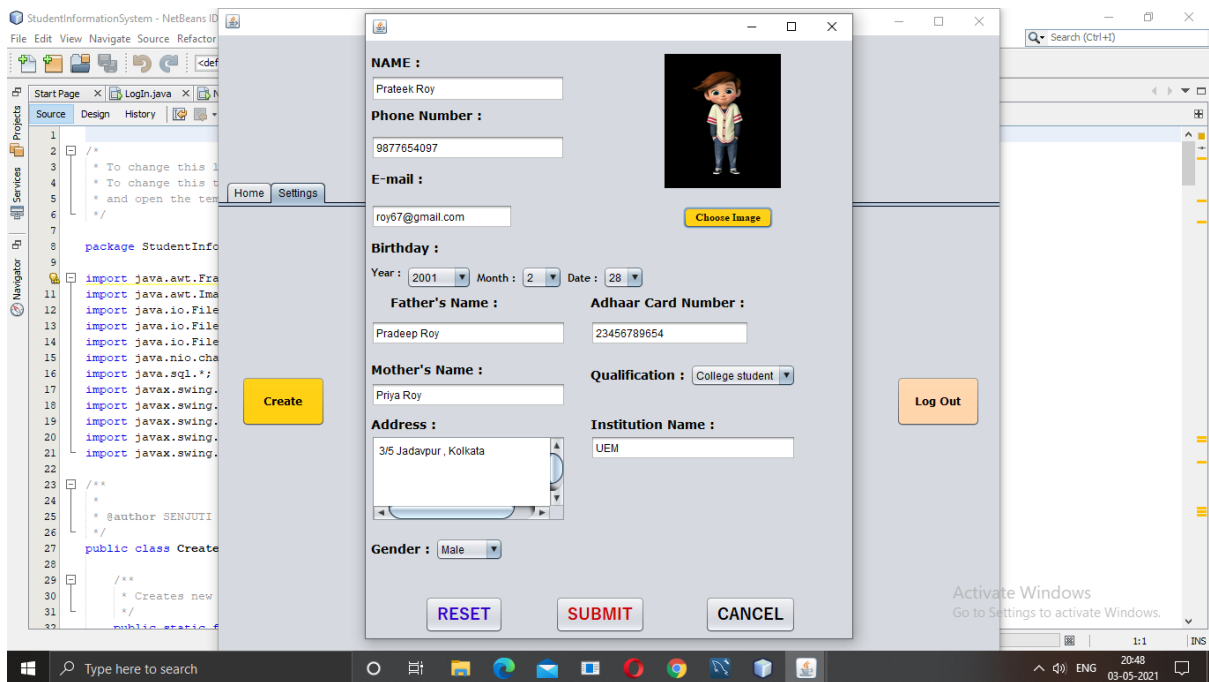 StudentInformationSystem - NetBeans ID
File Edit View Navigate Source Refactor
Search (Ctrl+I)
<def
Start Page LogIn.java N
Source Design History
Projects
Services
Navigator
1
2 /*
3 * To change this l
4 * To change this t
5 * and open the tem
6 */
7
8 package StudentInfo
9
import java.awt.Fra
11 import java.awt.Ima
12 import java.io.File
13 import java.io.File
14 import java.io.File
15 import java.nio.cha
16 import java.sql.*;
17 import javax.swing.
18 import javax.swing.
19 import javax.swing.
20 import javax.swing.
21 import javax.swing.
22
23 /**
24 *
25 * @author SENJUTI
26 */
27 public class Create
28
29 /**
30 * Creates new
31 */
32 public static f
Home Settings
Create
Log Out
NAME :
Prateek Roy
Phone Number :
9877654097
E-mail :
roy67@gmail.com
Choose Image
Birthday :
Year : 2001 Month : 2 Date : 28
Father's Name : Adhaar Card Number :
Pradeep Roy 23456789654
Mother's Name :
Qualification : College student
Priya Roy
Address : Institution Name :
3/5 Jadavpur , Kolkata UEM
Gender : Male
RESET SUBMIT CANCEL
Activate Windows
Go to Settings to activate Windows.
1:1 INS
Type here to search
ENG
20:48
03-05-2021